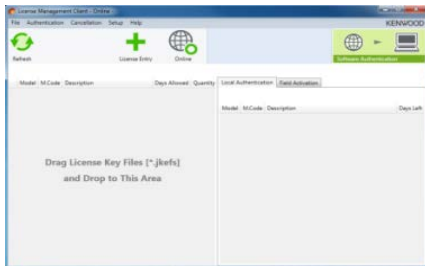 License Management Client - Online
File Authentication Cancellation Setup Help
KENWOOD
Refresh
License Entry
Online
Software Authentication
Model M.Code Description Days Allowed Quantity
Local Authentication Field Activation
Model M.Code Description Days Left
Drag License Key Files [*.jkefs]
and Drop to This Area